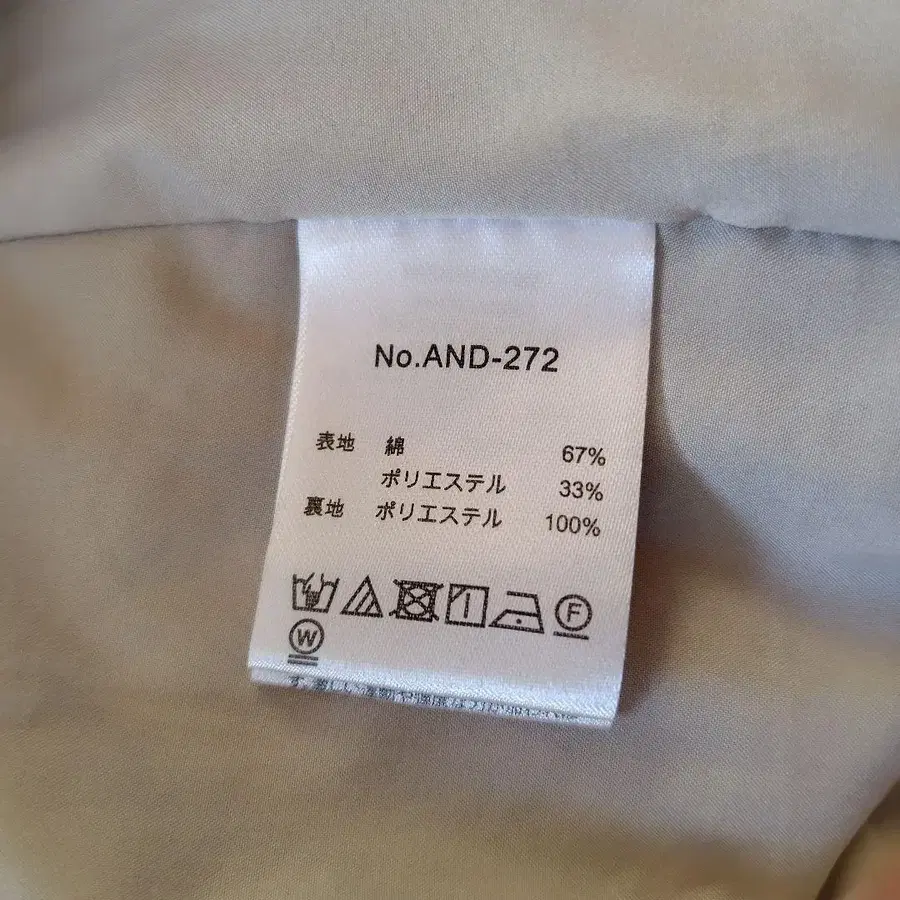 No.AND-272
表地 綿 67%
ポリエステル 33%
裏地 ポリエステル 100%
F
W